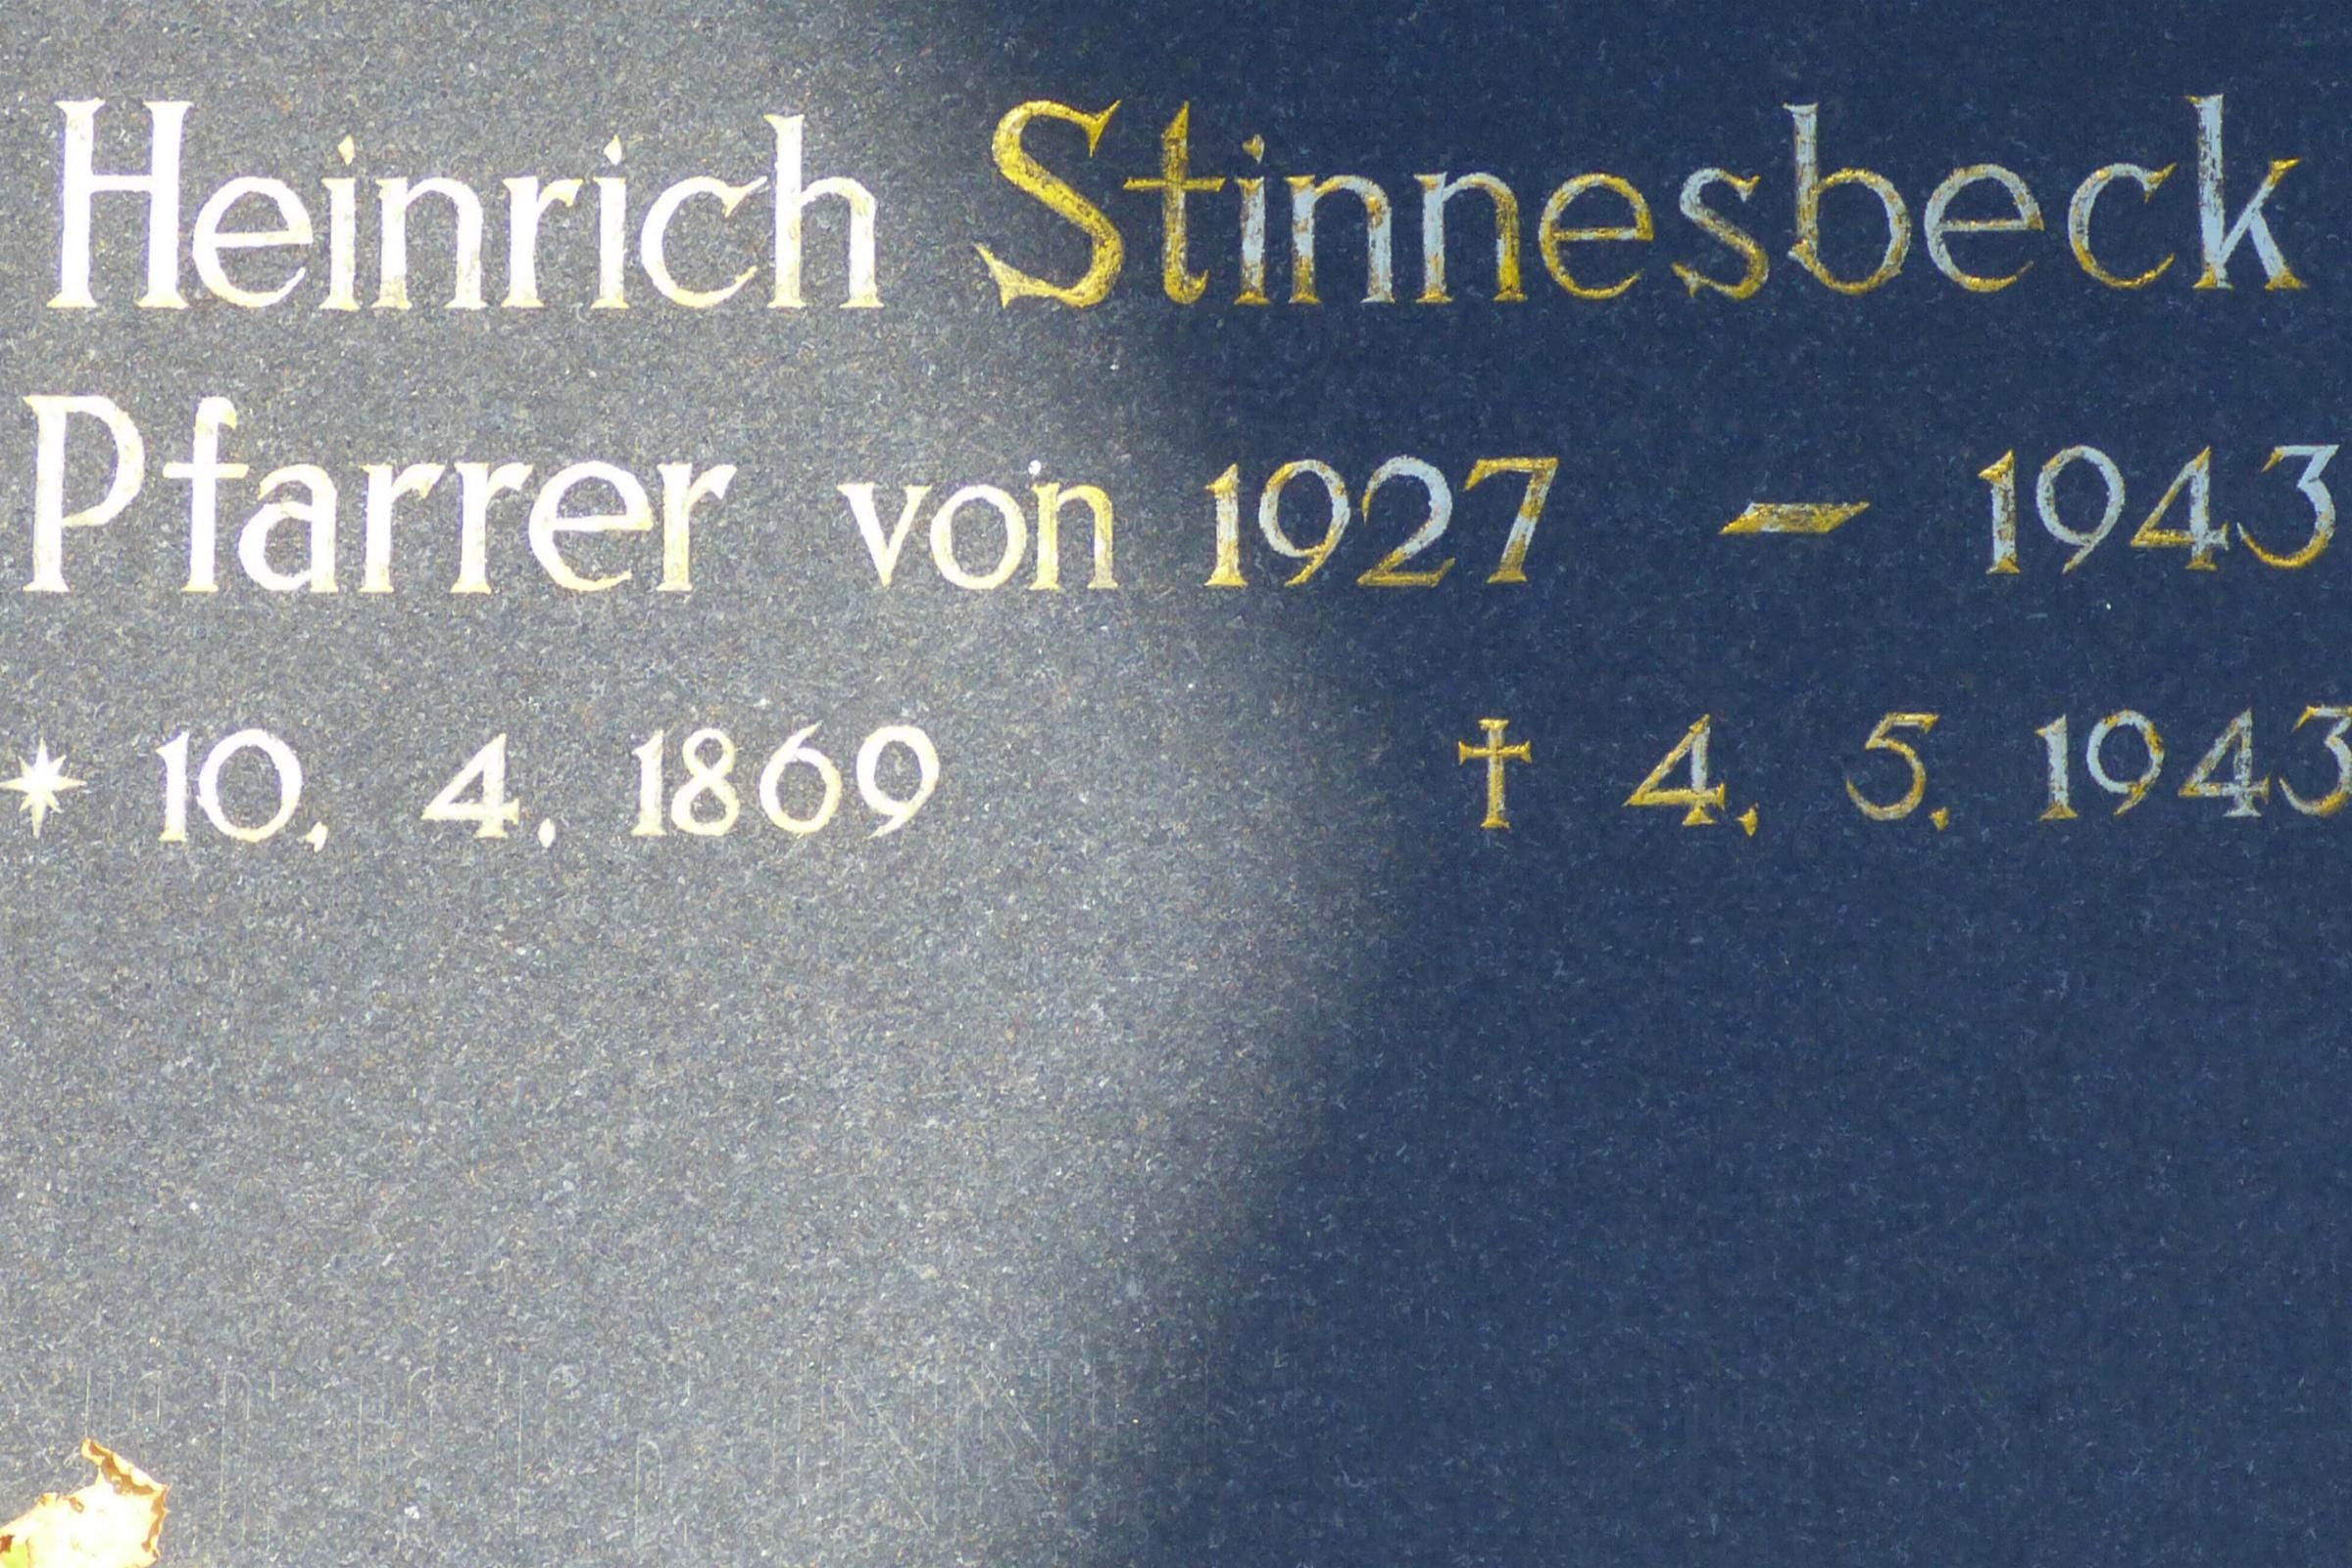 Heinrich Stinnesbeck
Pfarrer von 1927 - 1943
* 10. 4. 1869 † 4. 5. 1943